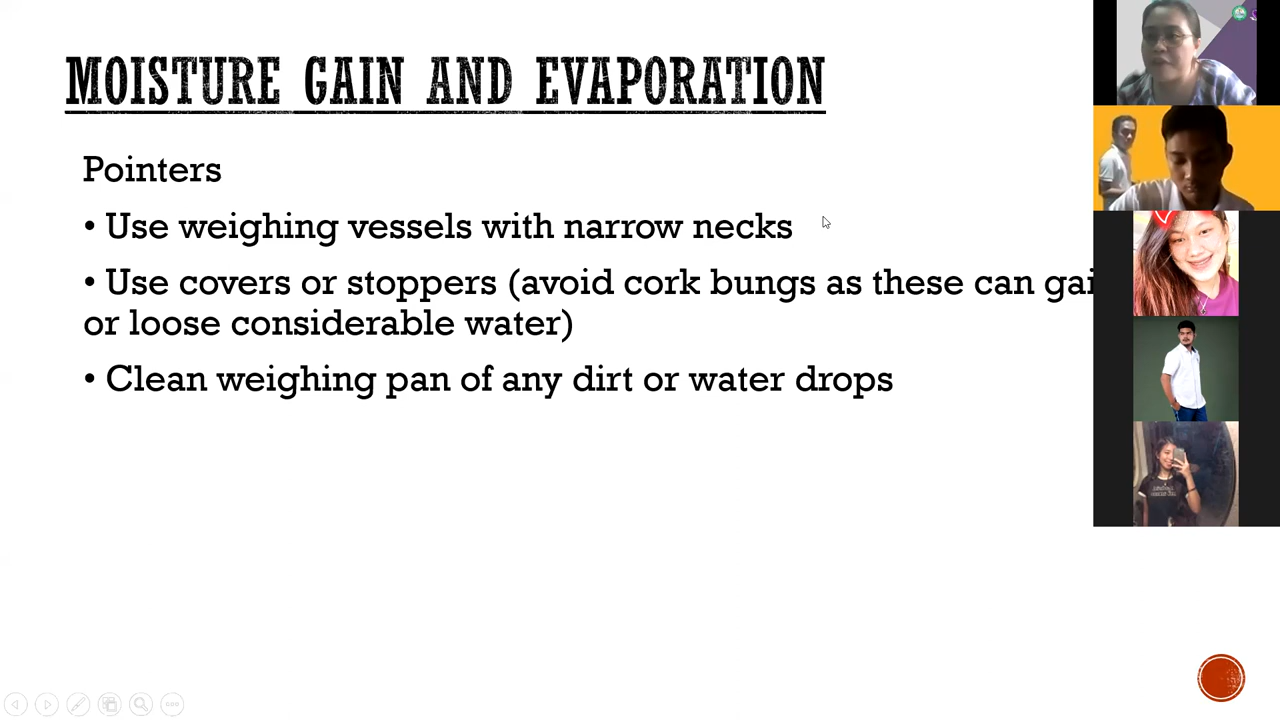 MOISTURE GAIN AND EVAPORATION
Pointers
• Use weighing vessels with narrow necks
• Use covers or stoppers (avoid cork bungs as these can
or loose considerable water)
• Clean weighing pan of any dirt or water drops